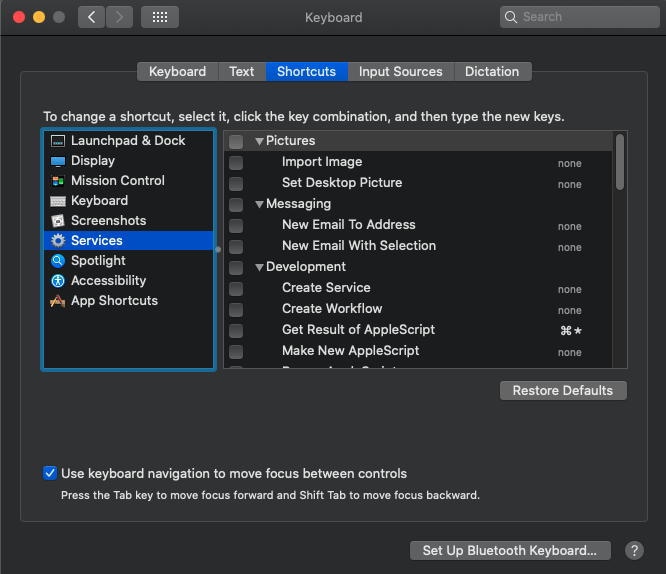 Keyboard
Search
Keyboard Text Shortcuts Input Sources Dictation
To change a shortcut, select it, click the key combination, and then type the new keys.
Launchpad & Dock
Display
Mission Control
Keyboard
Screenshots
Services
Spotlight
Accessibility
App Shortcuts
Pictures
Import Image none
Set Desktop Picture none
Messaging
New Email To Address none
New Email With Selection none
Development
Create Service none
Create Workflow none
Get Result of AppleScript ⌘*
Make New AppleScript none
Restore Defaults
Use keyboard navigation to move focus between controls
Press the Tab key to move focus forward and Shift Tab to move focus backward.
Set Up Bluetooth Keyboard... ?